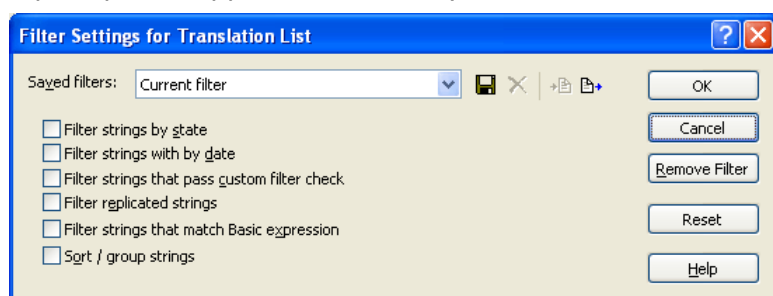 Filter Settings for Translation List
Saved filters: Current filter
OK
Filter strings by state
Cancel
Filter strings with by date
Filter strings that pass custom filter check
Remove Filter
Filter replicated strings
Reset
Filter strings that match Basic expression
Sort / group strings
Help